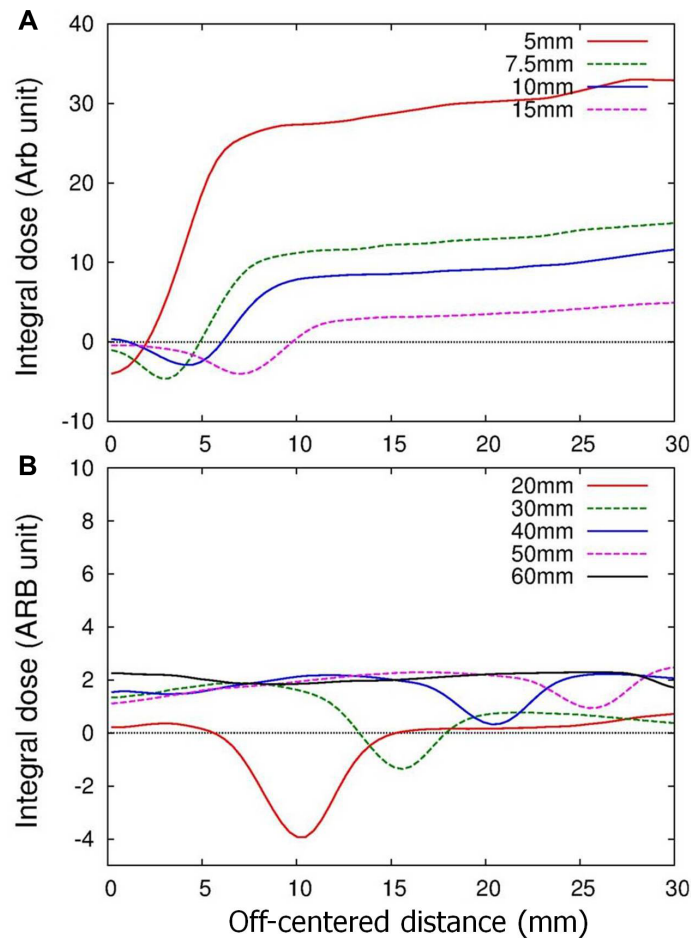 A
Integral dose (Arb unit)
40
30
20
10
0
-10
5mm
7.5mm
10mm
15mm
0 5 10 15 20 25 30
B
Integral dose (ARB unit)
10
8
6
4
2
0
-2
-4
20mm
30mm
40mm
50mm
60mm
0 5 10 15 20 25 30
Off-centered distance (mm)